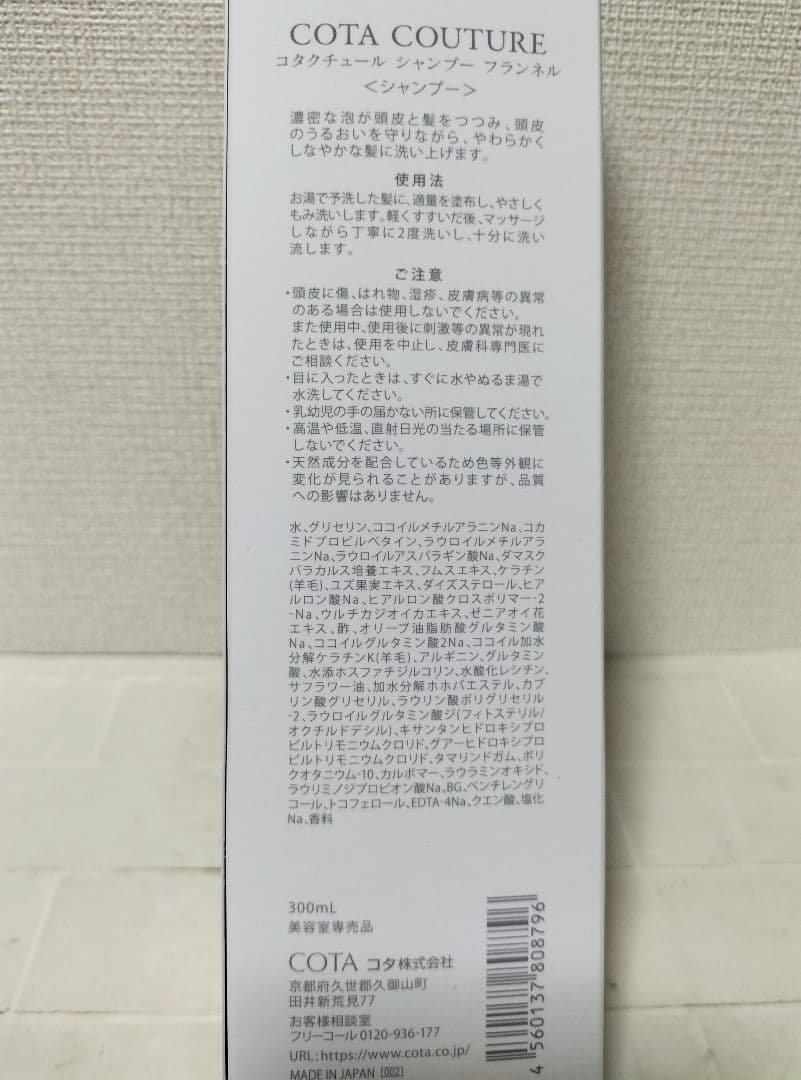 COTA COUTURE
コタクチュール シャンプー フランネル
＜シャンプー＞
濃密な泡が頭皮と髪をつつみ、頭皮
のうるおいを守りながら、やわらかく
しなやかな髪に洗い上げます。
使用法
お湯で予洗した髪に、適量を塗布し、やさしく
もみ洗いします。軽くすすいだ後、マッサージ
しながら丁寧に2度洗いし、十分に洗い
流します。
ご注意
・頭皮に傷、はれ物、湿疹、皮膚病等の異常
のある場合は使用しないでください。
また使用中、使用後に刺激等の異常が現れ
たときは、使用を中止し、皮膚科専門医に
ご相談ください。
・目に入ったときは、すぐに水やぬるま湯で
水洗してください。
・乳幼児の手の届かない所に保管してください。
・高温や低温、直射日光の当たる場所に保管
しないでください。
・天然成分を配合しているため色等外観に
変化が見られることがありますが、品質
への影響はありません。
水、グリセリン、ココイルメチルアラニンNa、コカ
ミドプロピルベタイン、ラウロイルメチルアラ
ニンNa、ラウロイルアスパラギン酸Na、ダマスク
バラカルス培養エキス、フムスエキス、ケラチン
(羊毛)、ユズ果実エキス、ダイズステロール、ヒア
ルロン酸Na、ヒアルロン酸クロスポリマー-2
-Na、ウルチカジオイカエキス、ゼニアオイ花
エキス、酢、オリーブ油脂肪酸グルタミン酸
Na、ココイルグルタミン酸2Na、ココイル加水
分解ケラチンK(羊毛)、アルギニン、グルタミン
酸、水添ホスファチジルコリン、水酸化レシチン、
サフラワー油、加水分解ホホバエステル、カプ
リン酸グリセリル、ラウリン酸ポリグリセリル
-2、ラウロイルグルタミン酸ジ(フィトステリル/
オクチルドデシル)、キサンタンヒドロキシプロ
ピルトリモニウムクロリド、グアーヒドロキシプロ
ピルトリモニウムクロリド、タマリンドガム、ポリ
クオタニウム-10、カルボマー、ラウラミンオキシド、
ラウリミノジプロピオン酸Na、BG、ペンチレングリ
コール、トコフェロール、EDTA-4Na、クエン酸、塩化
Na、香料
300mL
美容室専売品
COTA コタ株式会社
京都府久世郡久御山町
田井新荒見77
お客様相談室
フリーコール0120-936-177
URL:https://www.cota.co.jp/
MADE IN JAPAN [002]
4 560137 808796